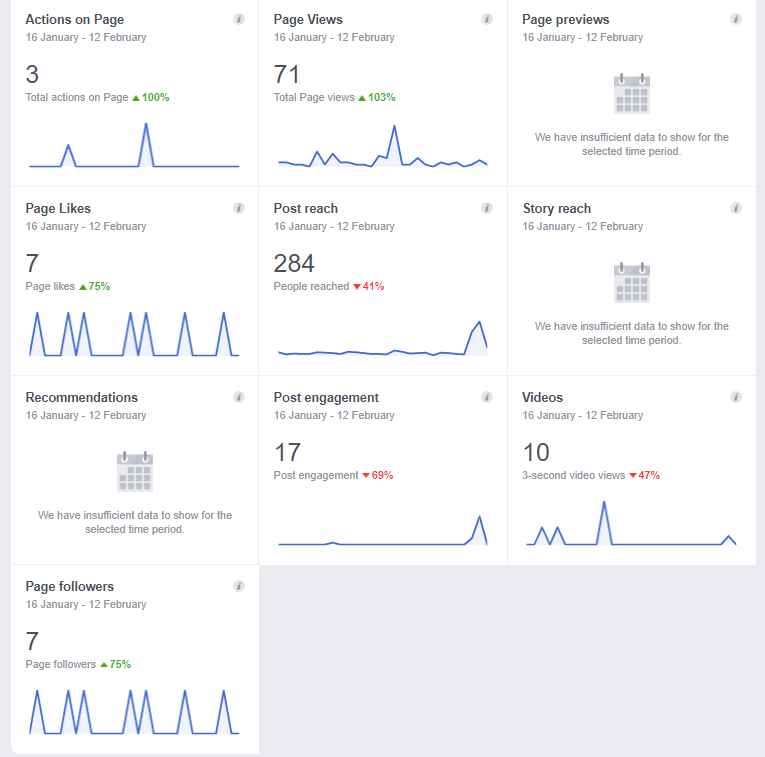 Actions on Page
16 January - 12 February
3
Total actions on Page ▲ 100%
Page Views
16 January - 12 February
71
Total Page views ▲ 103%
Page previews
16 January - 12 February
We have insufficient data to show for the
selected time period.
Page Likes
16 January - 12 February
7
Page likes ▲ 75%
Post reach
16 January - 12 February
284
People reached ▼ 41%
Story reach
16 January - 12 February
We have insufficient data to show for the
selected time period.
Recommendations
16 January - 12 February
We have insufficient data to show for the
selected time period.
Post engagement
16 January - 12 February
17
Post engagement ▼ 69%
Videos
16 January - 12 February
10
3-second video views ▼ 47%
Page followers
16 January - 12 February
7
Page followers ▲ 75%